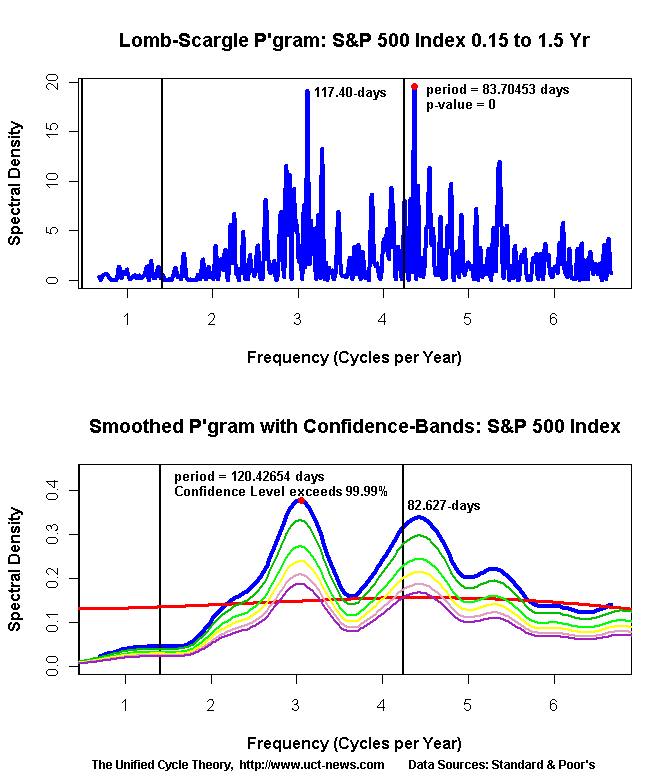 Lomb-Scargle P'gram: S&P 500 Index 0.15 to 1.5 Yr
20
15
10
5
0
Spectral Density
117.40-days
period = 83.70453 days
p-value = 0
1 2 3 4 5 6
Frequency (Cycles per Year)
Smoothed P'gram with Confidence-Bands: S&P 500 Index
0.4
0.3
0.2
0.1
0.0
Spectral Density
period = 120.42654 days
Confidence Level exceeds 99.99%
82.627-days
1 2 3 4 5 6
Frequency (Cycles per Year)
The Unified Cycle Theory, http://www.uct-news.com Data Sources: Standard & Poor's